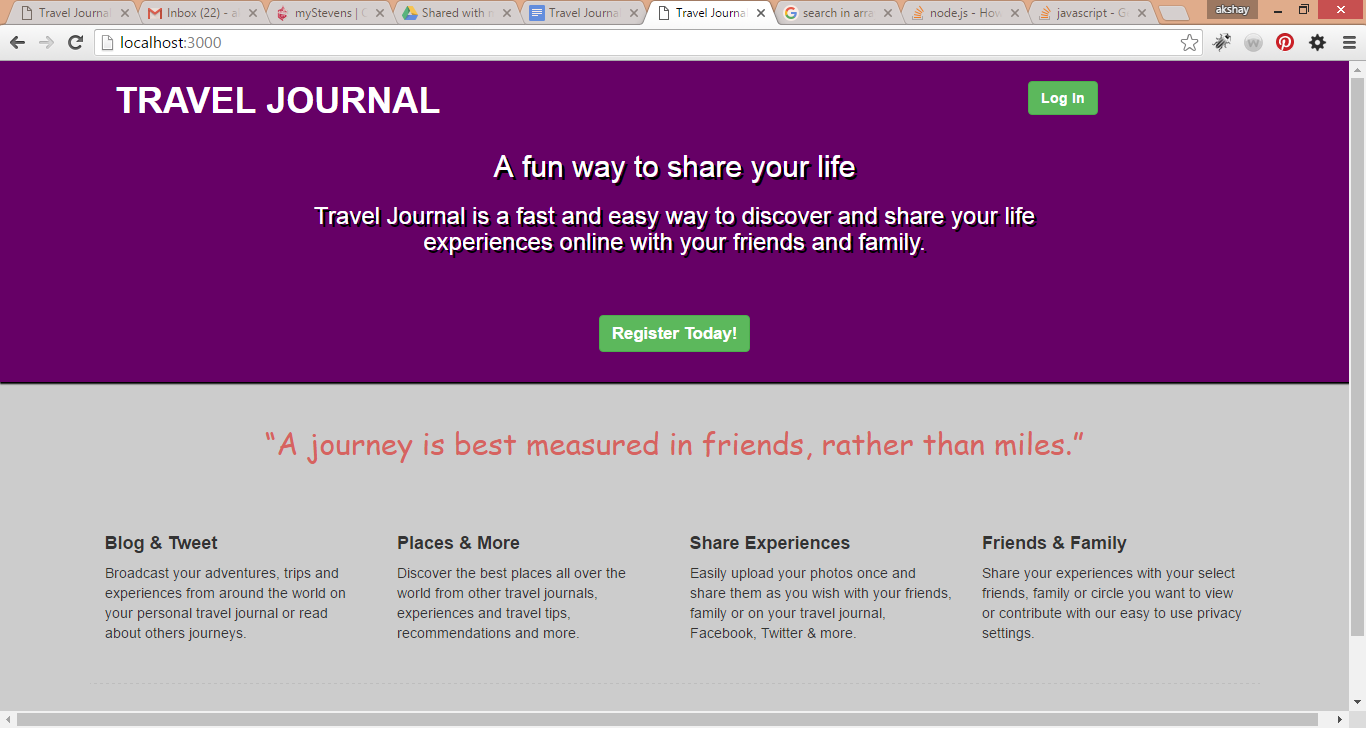 Travel Journal
Inbox (22) - a
myStevens |
Shared with m
Travel Journal
Travel Journal
search in arra
node.js - How
javascript - G
akshay
localhost:3000
TRAVEL JOURNAL
Log In
A fun way to share your life
Travel Journal is a fast and easy way to discover and share your life
experiences online with your friends and family.
Register Today!
“A journey is best measured in friends, rather than miles.”
Blog & Tweet
Broadcast your adventures, trips and
experiences from around the world on
your personal travel journal or read
about others journeys.
Places & More
Discover the best places all over the
world from other travel journals,
experiences and travel tips,
recommendations and more.
Share Experiences
Easily upload your photos once and
share them as you wish with your friends,
family or on your travel journal,
Facebook, Twitter & more.
Friends & Family
Share your experiences with your select
friends, family or circle you want to view
or contribute with our easy to use privacy
settings.